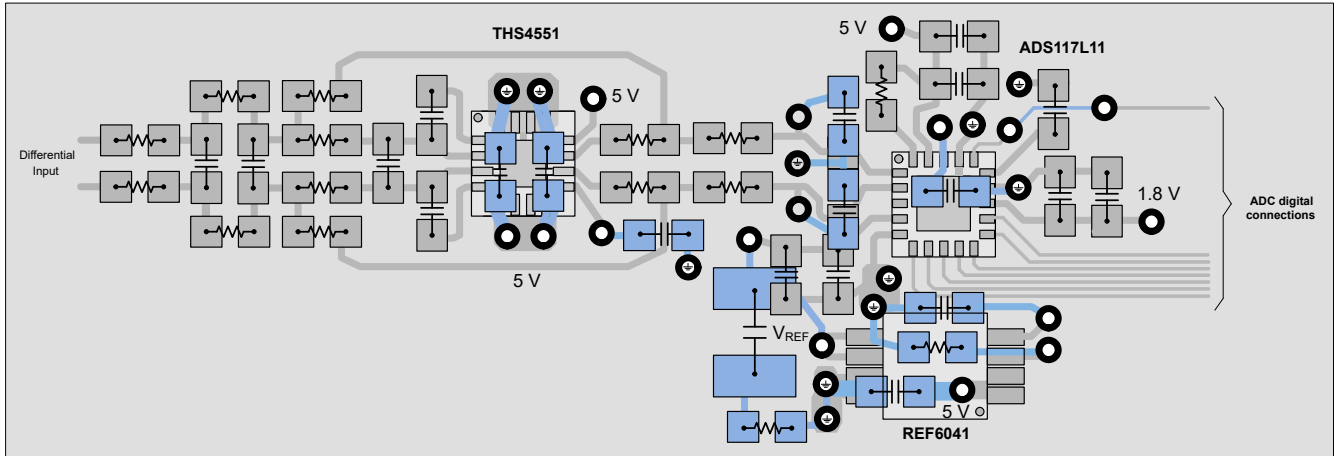 THS4551
5 V
ADS117L11
5 V
Differential
Input
1.8 V
ADC digital
connections
5 V
VREF
5 V
REF6041